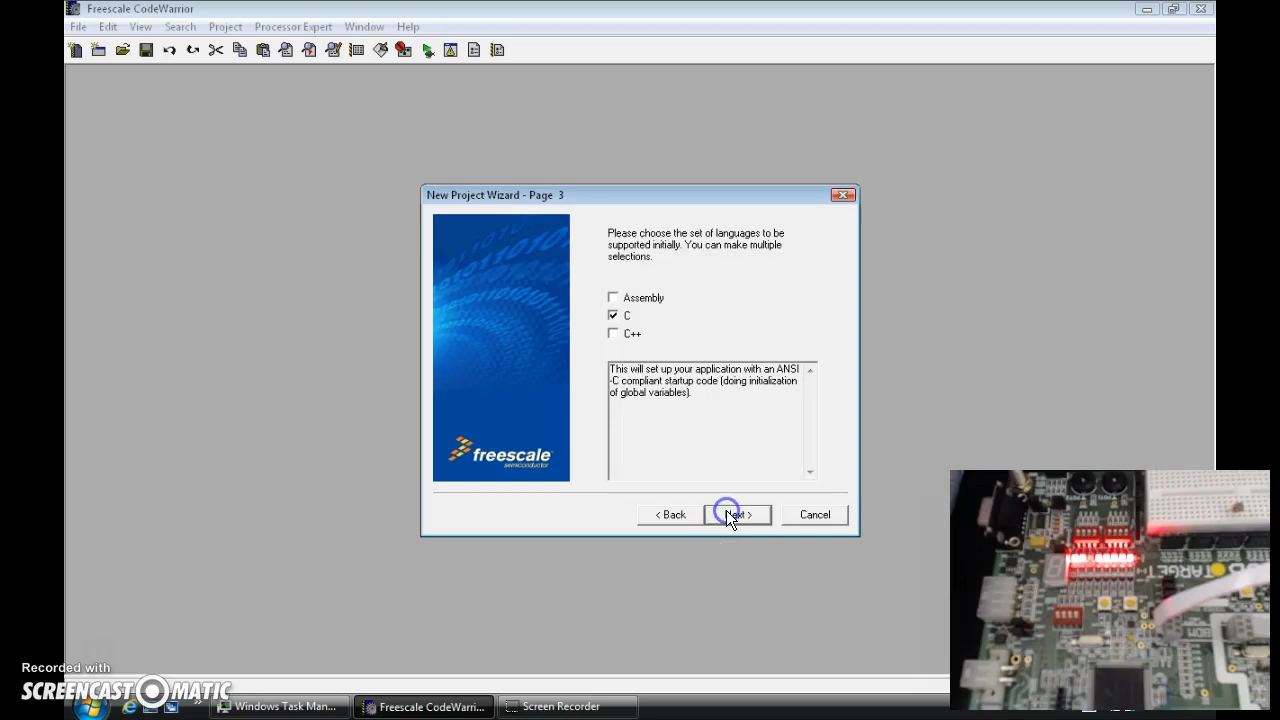 Freescale CodeWarrior
File Edit View Search Project Processor Expert Window Help
New Project Wizard - Page 3
Please choose the set of languages to be
supported initially. You can make multiple
selections.
Assembly
C
C++
This will set up your application with an ANSI
-C compliant startup code (doing initialization
of global variables).
freescale
semiconductor
< Back Next > Cancel
TARGET
Recorded with
SCREENCAST-O-MATIC
Windows Task Man... Freescale CodeWarri... Screen Recorder